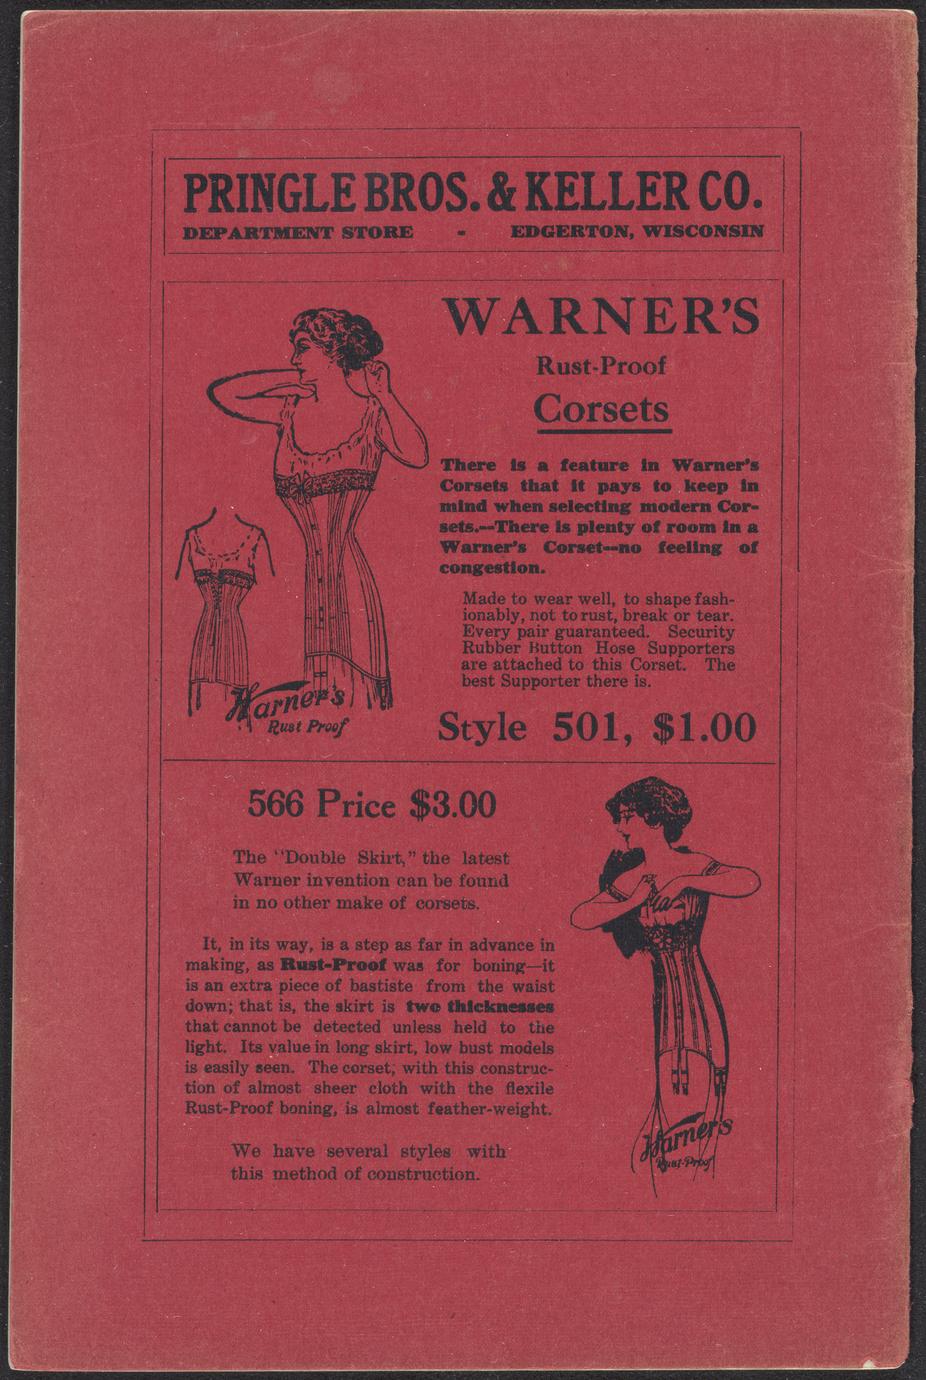 PRINGLE BROS. & KELLER CO.
DEPARTMENT STORE - EDGERTON, WISCONSIN
WARNER'S
Rust-Proof
Corsets
There is a feature in Warner's
Corsets that it pays to keep in
mind when selecting modern Cor-
sets.--There is plenty of room in a
Warner's Corset--no feeling of
congestion.
Made to wear well, to shape fash-
ionably, not to rust, break or tear.
Every pair guaranteed. Security
Rubber Button Hose Supporters
are attached to this Corset. The
best Supporter there is.
Warner's
Rust Proof
Style 501, $1.00
566 Price $3.00
The "Double Skirt," the latest
Warner invention can be found
in no other make of corsets.
It, in its way, is a step as far in advance in
making, as Rust-Proof was for boning—it
is an extra piece of bastiste from the waist
down; that is, the skirt is two thicknesses
that cannot be detected unless held to the
light. Its value in long skirt, low bust models
is easily seen. The corset, with this construc-
tion of almost sheer cloth with the flexile
Rust-Proof boning, is almost feather-weight.
We have several styles with
this method of construction.
Warner's
Rust-Proof